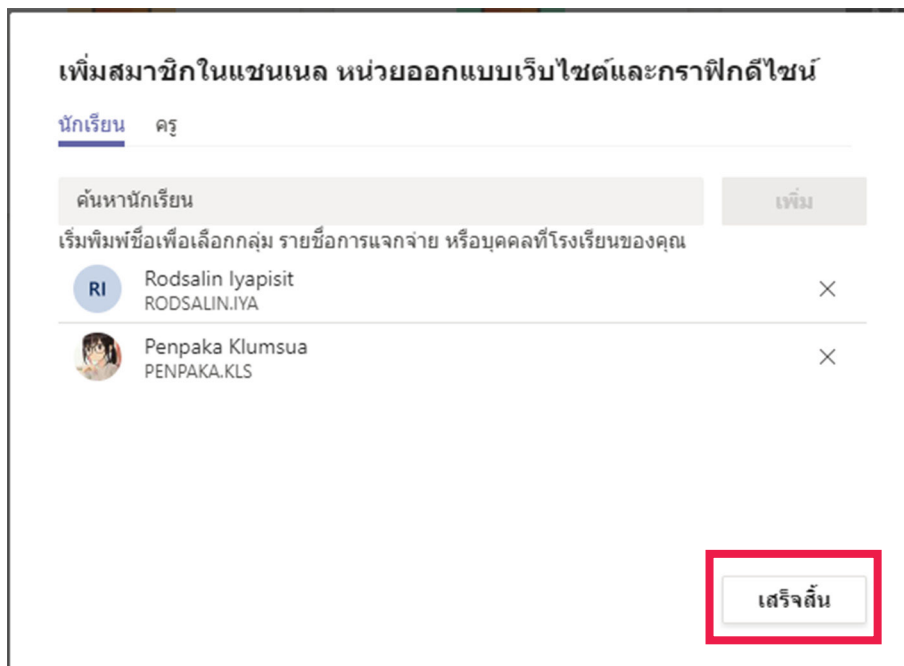 เพิ่มสมาชิกในแชนเนล หน่วยออกแบบเว็บไซต์และกราฟิกดีไซน์
นักเรียน ครู
ค้นหานักเรียน เพิ่ม
เริ่มพิมพ์ชื่อเพื่อเลือกกลุ่ม รายชื่อการแจกจ่าย หรือบุคคลที่โรงเรียนของคุณ
RI Rodsalin Iyapisit
RODSALIN.IYA
Penpaka Klumsua
PENPAKA.KLS
เสร็จสิ้น